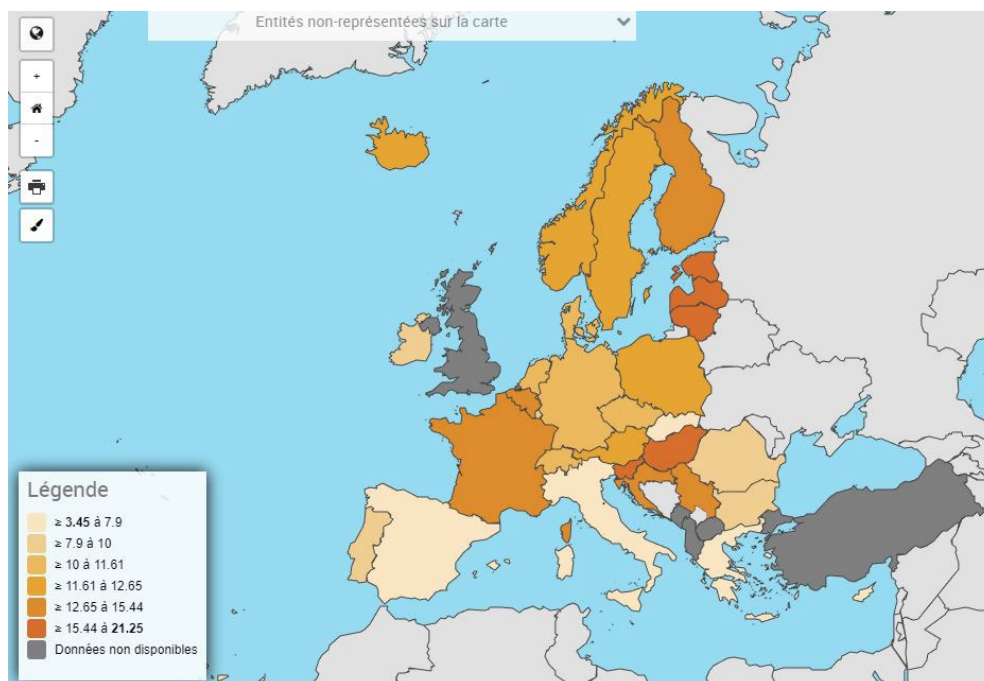 Entités non-représentées sur la carte
+
-
Légende
≥ 3.45 à 7.9
≥ 7.9 à 10
≥ 10 à 11.61
≥ 11.61 à 12.65
≥ 12.65 à 15.44
≥ 15.44 à 21.25
Données non disponibles